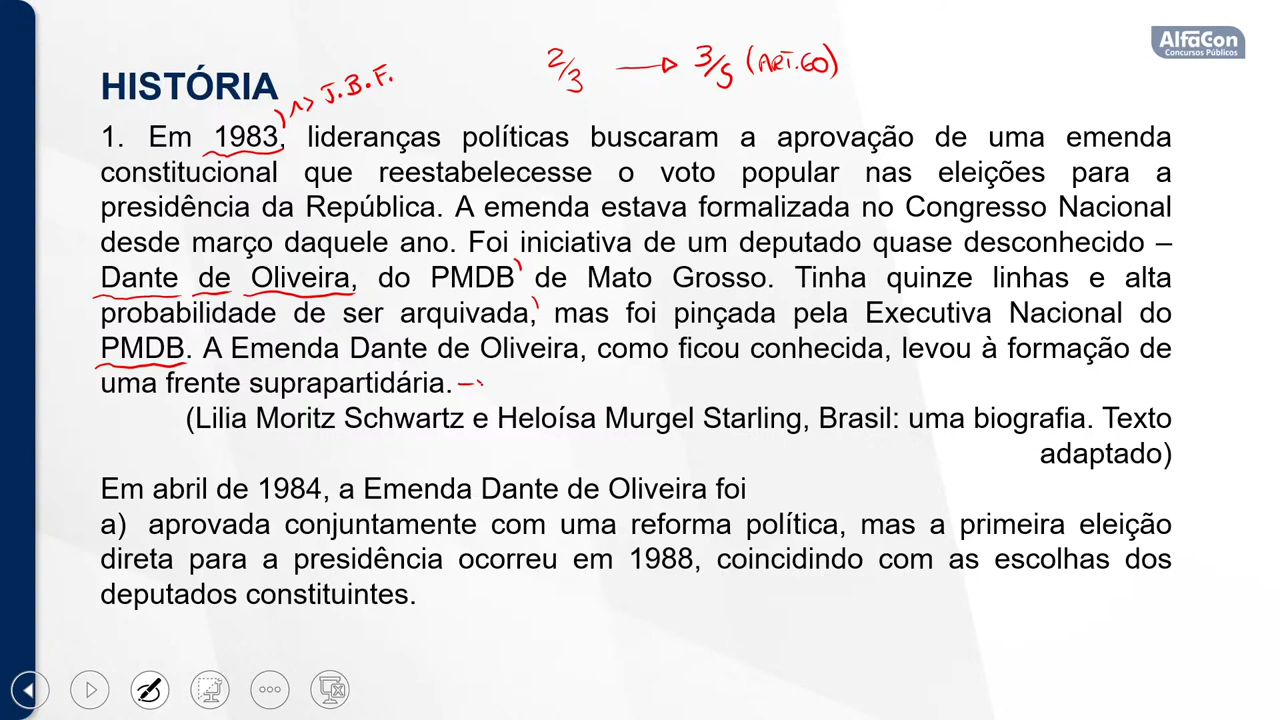 AlfaCon
Concursos Públicos
2/3 → 3/5 (ART.60)
HISTÓRIA
J.B.F.
1. Em 1983, lideranças políticas buscaram a aprovação de uma emenda
constitucional que reestabelecesse o voto popular nas eleições para a
presidência da República. A emenda estava formalizada no Congresso Nacional
desde março daquele ano. Foi iniciativa de um deputado quase desconhecido –
Dante de Oliveira, do PMDB de Mato Grosso. Tinha quinze linhas e alta
probabilidade de ser arquivada, mas foi pinçada pela Executiva Nacional do
PMDB. A Emenda Dante de Oliveira, como ficou conhecida, levou à formação de
uma frente suprapartidária.
(Lilia Moritz Schwartz e Heloísa Murgel Starling, Brasil: uma biografia. Texto
adaptado)
Em abril de 1984, a Emenda Dante de Oliveira foi
a) aprovada conjuntamente com uma reforma política, mas a primeira eleição
direta para a presidência ocorreu em 1988, coincidindo com as escolhas dos
deputados constituintes.